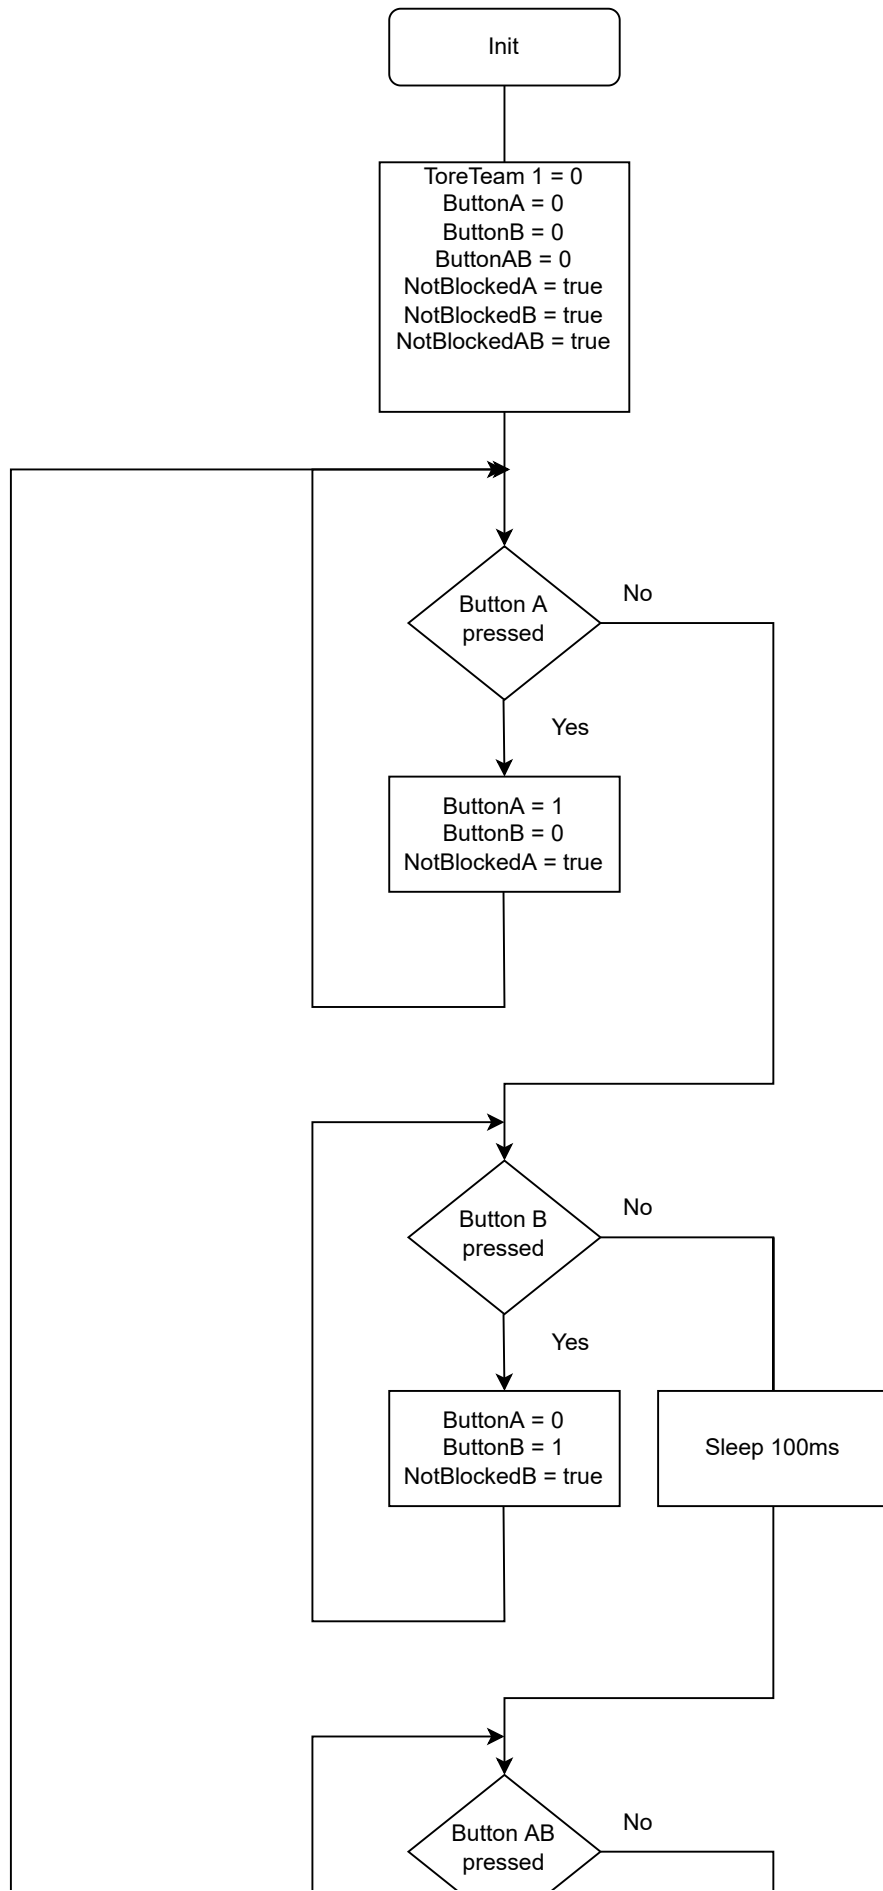 Init
ToreTeam 1 = 0
ButtonA = 0
ButtonB = 0
ButtonAB = 0
NotBlockedA = true
NotBlockedB = true
NotBlockedAB = true
Button A
pressed
No
Yes
ButtonA = 1
ButtonB = 0
NotBlockedA = true
Button B
pressed
No
Yes
ButtonA = 0
ButtonB = 1
NotBlockedB = true
Sleep 100ms
Button AB
pressed
No